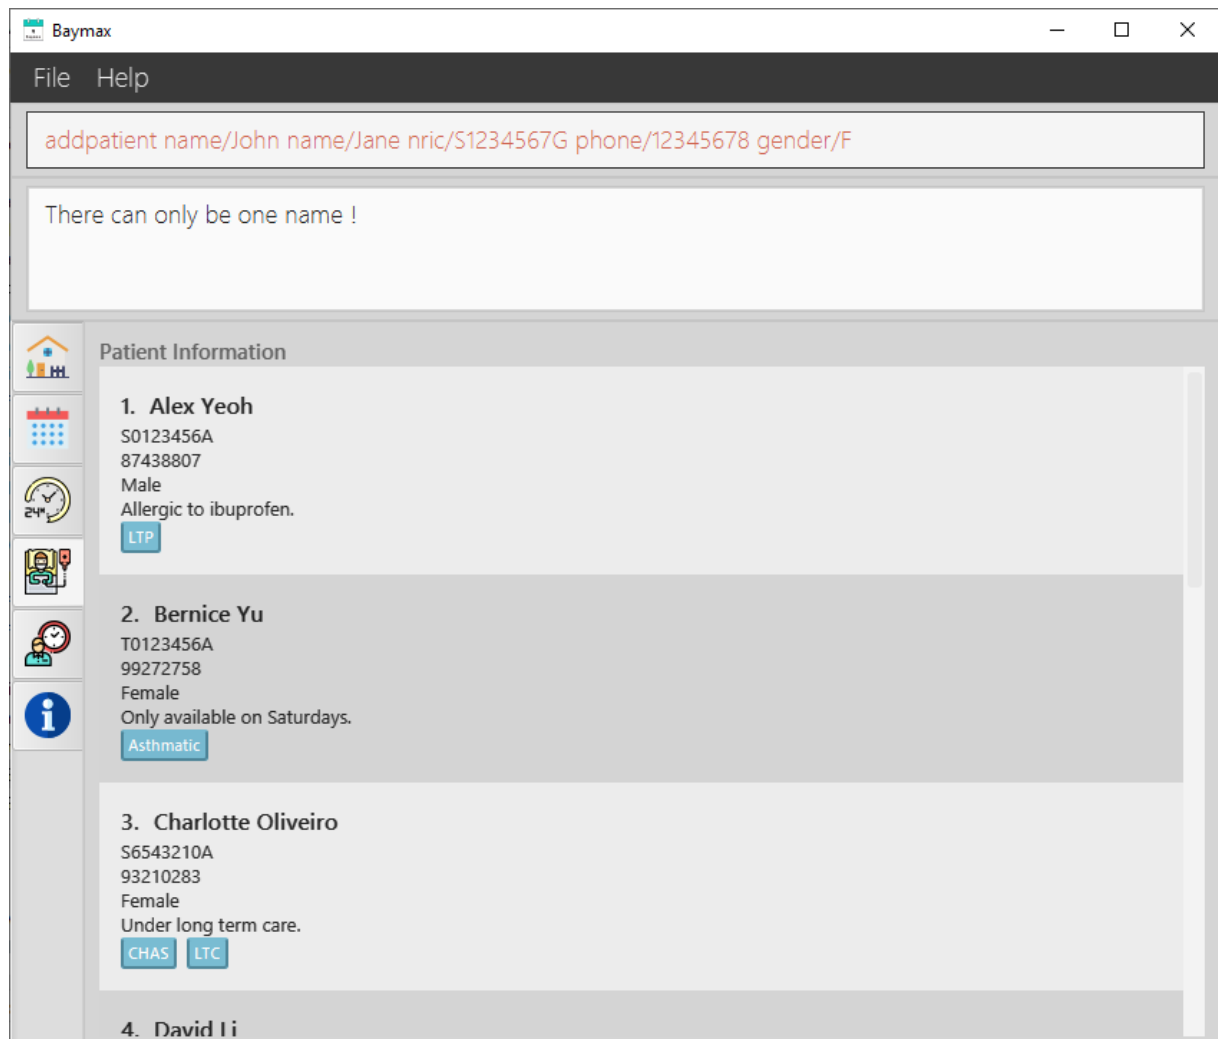 Baymax
File Help
addpatient name/John name/Jane nric/S1234567G phone/12345678 gender/F
There can only be one name !
Patient Information
1. Alex Yeoh
S0123456A
87438807
Male
Allergic to ibuprofen.
LTP
2. Bernice Yu
T0123456A
99272758
Female
Only available on Saturdays.
Asthmatic
3. Charlotte Oliveiro
S6543210A
93210283
Female
Under long term care.
CHAS LTC
4. David Li
24H